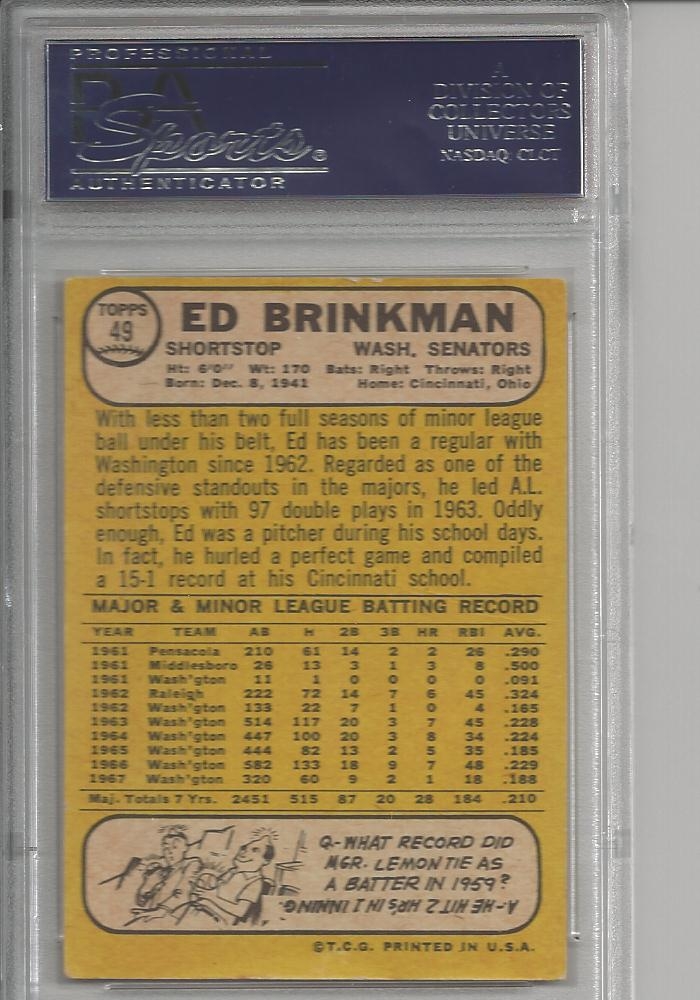 PROFESSIONAL
PSA
Sports®
AUTHENTICATOR
A
DIVISION OF
COLLECTORS
UNIVERSE
NASDAQ: CLCT
TOPPS
49
ED BRINKMAN
SHORTSTOP WASH. SENATORS
Ht: 6'0" Wt: 170 Bats: Right Throws: Right
Born: Dec. 8, 1941 Home: Cincinnati, Ohio
With less than two full seasons of minor league
ball under his belt, Ed has been a regular with
Washington since 1962. Regarded as one of the
defensive standouts in the majors, he led A.L.
shortstops with 97 double plays in 1963. Oddly
enough, Ed was a pitcher during his school days.
In fact, he hurled a perfect game and compiled
a 15-1 record at his Cincinnati school.
MAJOR & MINOR LEAGUE BATTING RECORD
YEAR TEAM AB H 2B 3B HR RBI AVG.
1961 Pensacola 210 61 14 2 2 26 .290
1961 Middlesboro 26 13 3 1 3 8 .500
1961 Wash'gton 11 1 0 0 0 0 .091
1962 Raleigh 222 72 14 7 6 45 .324
1962 Wash'gton 133 22 7 1 0 4 .165
1963 Wash'gton 514 117 20 3 7 45 .228
1964 Wash'gton 447 100 20 3 8 34 .224
1965 Wash'gton 444 82 13 2 5 35 .185
1966 Wash'gton 582 133 18 9 7 48 .229
1967 Wash'gton 320 60 9 2 1 18 .188
Maj. Totals 7 Yrs. 2451 515 87 20 28 184 .210
Q-WHAT RECORD DID
MGR. LEMON TIE AS
A BATTER IN 1959?
A-HE HIT 2 HRS IN 1 INNING.
©T.C.G. PRINTED IN U.S.A.